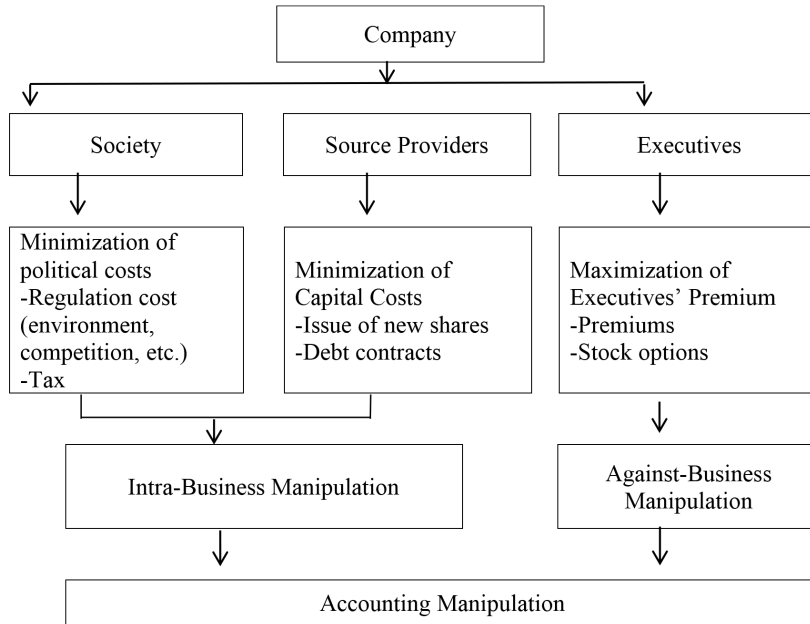 Company
Society
Source Providers
Executives
Minimization of
political costs
-Regulation cost
(environment,
competition, etc.)
-Tax
Minimization of
Capital Costs
-Issue of new shares
-Debt contracts
Maximization of
Executives’ Premium
-Premiums
-Stock options
Intra-Business Manipulation
Against-Business
Manipulation
Accounting Manipulation